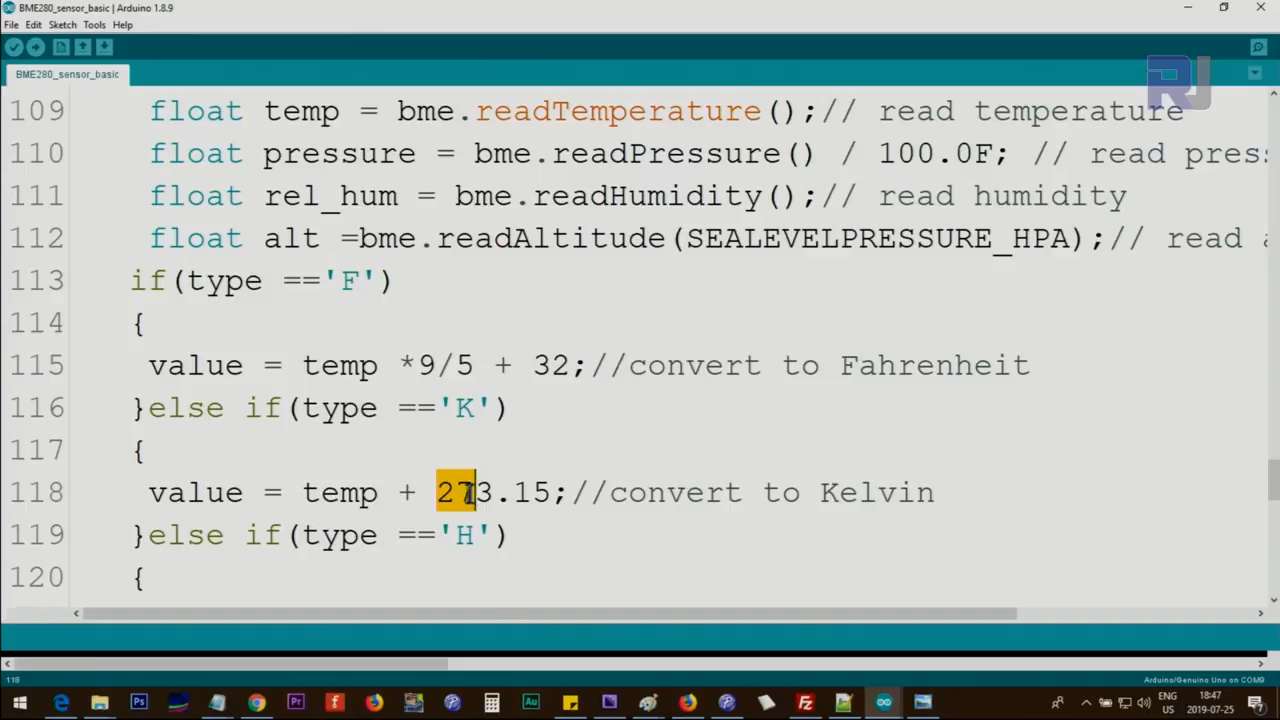 BME280_sensor_basic | Arduino 1.8.9
File Edit Sketch Tools Help
BME280_sensor_basic
RJ
109 float temp = bme.readTemperature();// read temperature
110 float pressure = bme.readPressure() / 100.0F; // read pres
111 float rel_hum = bme.readHumidity();// read humidity
112 float alt =bme.readAltitude(SEALEVELPRESSURE_HPA);// read a
113 if(type =='F')
114 {
115 value = temp *9/5 + 32;//convert to Fahrenheit
116 }else if(type =='K')
117 {
118 value = temp + 273.15;//convert to Kelvin
119 }else if(type =='H')
120 {
118
Arduino/Genuino Uno on COM9
ENG 18:47
US 2019-07-25